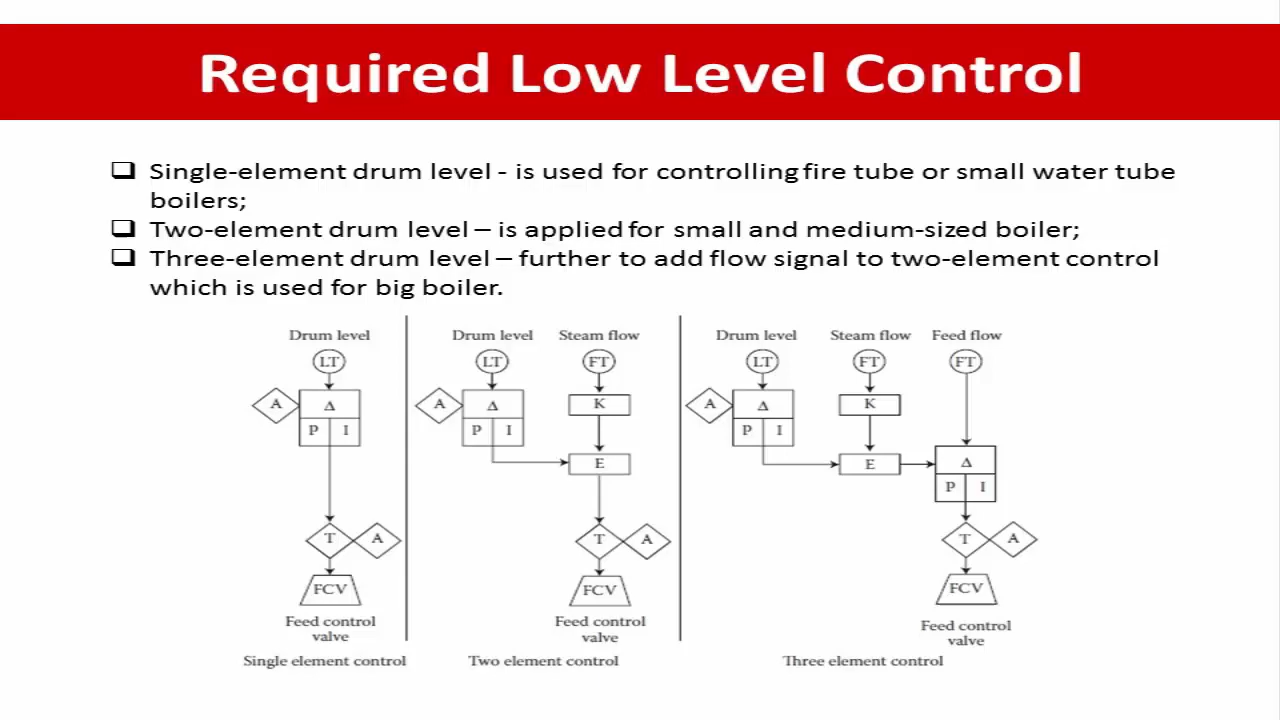 Required Low Level Control
Single-element drum level - is used for controlling fire tube or small water tube
boilers;
Two-element drum level – is applied for small and medium-sized boiler;
Three-element drum level – further to add flow signal to two-element control
which is used for big boiler.
Drum level
LT
A
Δ
P I
T
A
FCV
Feed control
valve
Single element control
Drum level
Steam flow
LT
FT
A
Δ
K
P I
E
T
A
FCV
Feed control
valve
Two element control
Drum level
Steam flow
Feed flow
LT
FT
FT
A
Δ
K
P I
E
Δ
P I
T
A
FCV
Feed control
valve
Three element control